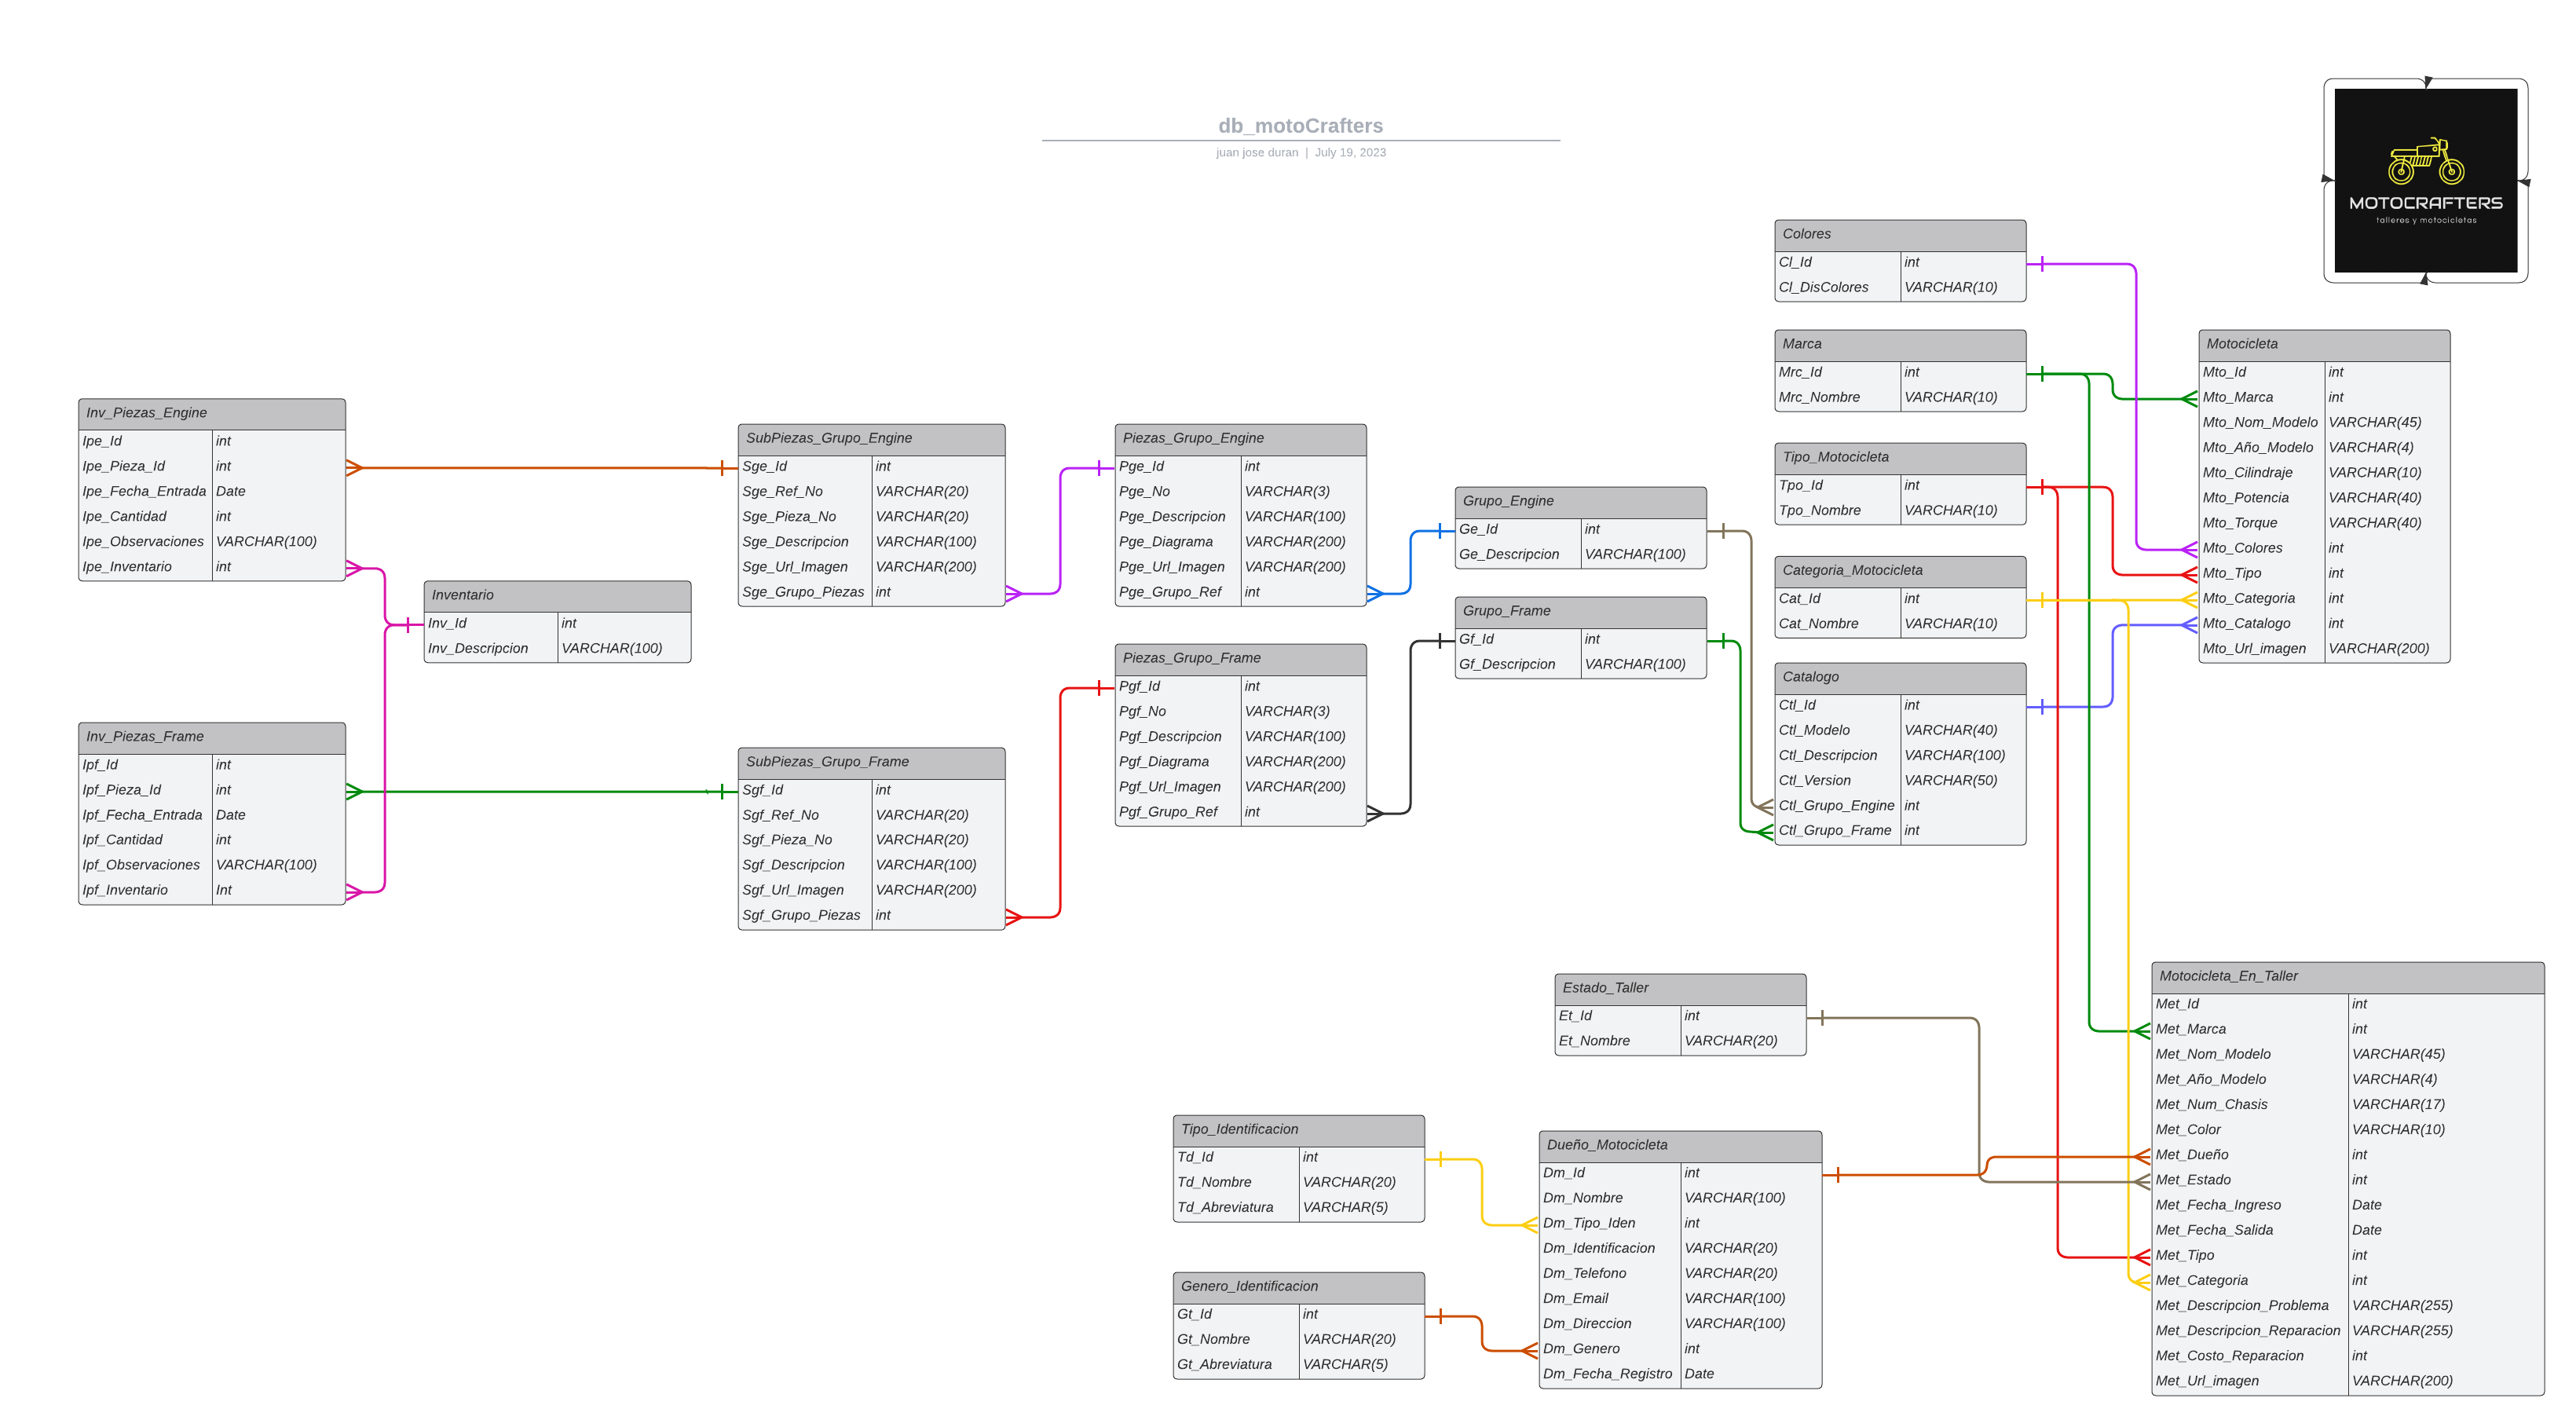 db_motoCrafters
juan jose duran | July 19, 2023
MOTOCRAFTERS
talleres y motocicletas
Colores
Cl_Id int
Cl_DisColores VARCHAR(10)
Marca
Mrc_Id int
Mrc_Nombre VARCHAR(10)
Motocicleta
Mto_Id int
Mto_Marca int
Mto_Nom_Modelo VARCHAR(45)
Mto_Año_Modelo VARCHAR(4)
Mto_Cilindraje VARCHAR(10)
Mto_Potencia VARCHAR(40)
Mto_Torque VARCHAR(40)
Mto_Colores int
Mto_Tipo int
Mto_Categoria int
Mto_Catalogo int
Mto_Url_imagen VARCHAR(200)
Inv_Piezas_Engine
Ipe_Id int
Ipe_Pieza_Id int
Ipe_Fecha_Entrada Date
Ipe_Cantidad int
Ipe_Observaciones VARCHAR(100)
Ipe_Inventario int
SubPiezas_Grupo_Engine
Sge_Id int
Sge_Ref_No VARCHAR(20)
Sge_Pieza_No VARCHAR(20)
Sge_Descripcion VARCHAR(100)
Sge_Url_Imagen VARCHAR(200)
Sge_Grupo_Piezas int
Piezas_Grupo_Engine
Pge_Id int
Pge_No VARCHAR(3)
Pge_Descripcion VARCHAR(100)
Pge_Diagrama VARCHAR(200)
Pge_Url_Imagen VARCHAR(200)
Pge_Grupo_Ref int
Tipo_Motocicleta
Tpo_Id int
Tpo_Nombre VARCHAR(10)
Grupo_Engine
Ge_Id int
Ge_Descripcion VARCHAR(100)
Categoria_Motocicleta
Cat_Id int
Cat_Nombre VARCHAR(10)
Inventario
Inv_Id int
Inv_Descripcion VARCHAR(100)
Grupo_Frame
Gf_Id int
Gf_Descripcion VARCHAR(100)
Piezas_Grupo_Frame
Pgf_Id int
Pgf_No VARCHAR(3)
Pgf_Descripcion VARCHAR(100)
Pgf_Diagrama VARCHAR(200)
Pgf_Url_Imagen VARCHAR(200)
Pgf_Grupo_Ref int
Catalogo
Ctl_Id int
Ctl_Modelo VARCHAR(40)
Ctl_Descripcion VARCHAR(100)
Ctl_Version VARCHAR(50)
Ctl_Grupo_Engine int
Ctl_Grupo_Frame int
Inv_Piezas_Frame
Ipf_Id int
Ipf_Pieza_Id int
Ipf_Fecha_Entrada Date
Ipf_Cantidad int
Ipf_Observaciones VARCHAR(100)
Ipf_Inventario Int
SubPiezas_Grupo_Frame
Sgf_Id int
Sgf_Ref_No VARCHAR(20)
Sgf_Pieza_No VARCHAR(20)
Sgf_Descripcion VARCHAR(100)
Sgf_Url_Imagen VARCHAR(200)
Sgf_Grupo_Piezas int
Estado_Taller
Et_Id int
Et_Nombre VARCHAR(20)
Motocicleta_En_Taller
Met_Id int
Met_Marca int
Met_Nom_Modelo VARCHAR(45)
Met_Año_Modelo VARCHAR(4)
Met_Num_Chasis VARCHAR(17)
Met_Color VARCHAR(10)
Met_Dueño int
Met_Estado int
Met_Fecha_Ingreso Date
Met_Fecha_Salida Date
Met_Tipo int
Met_Categoria int
Met_Descripcion_Problema VARCHAR(255)
Met_Descripcion_Reparacion VARCHAR(255)
Met_Costo_Reparacion int
Met_Url_imagen VARCHAR(200)
Tipo_Identificacion
Td_Id int
Td_Nombre VARCHAR(20)
Td_Abreviatura VARCHAR(5)
Dueño_Motocicleta
Dm_Id int
Dm_Nombre VARCHAR(100)
Dm_Tipo_Iden int
Dm_Identificacion VARCHAR(20)
Dm_Telefono VARCHAR(20)
Dm_Email VARCHAR(100)
Dm_Direccion VARCHAR(100)
Dm_Genero int
Dm_Fecha_Registro Date
Genero_Identificacion
Gt_Id int
Gt_Nombre VARCHAR(20)
Gt_Abreviatura VARCHAR(5)